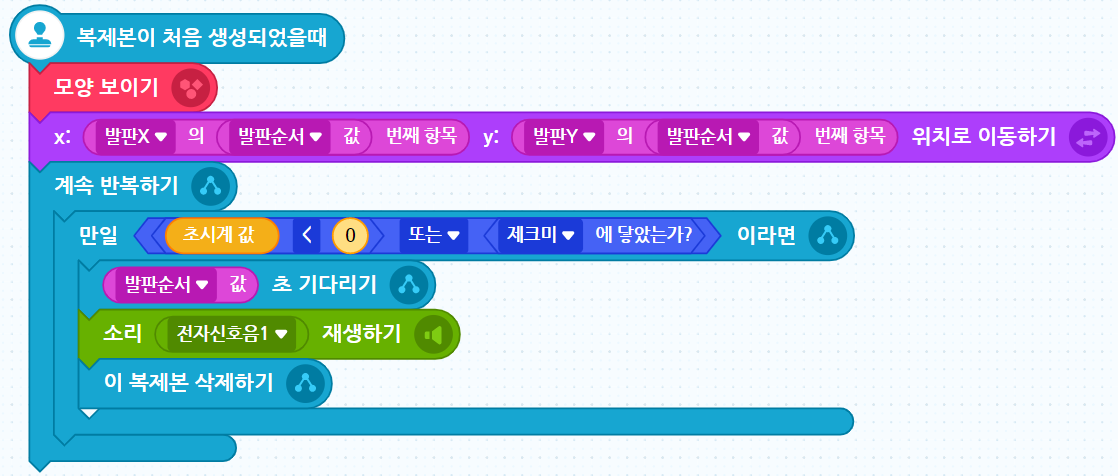 복제본이 처음 생성되었을때
모양 보이기
x: 발판X 의 발판순서 값 번째 항목 y: 발판Y 의 발판순서 값 번째 항목 위치로 이동하기
계속 반복하기
만일 초시계 값 < 0 또는 제크미 에 닿았는가? 이라면
발판순서 값 초 기다리기
소리 전자신호음1 재생하기
이 복제본 삭제하기